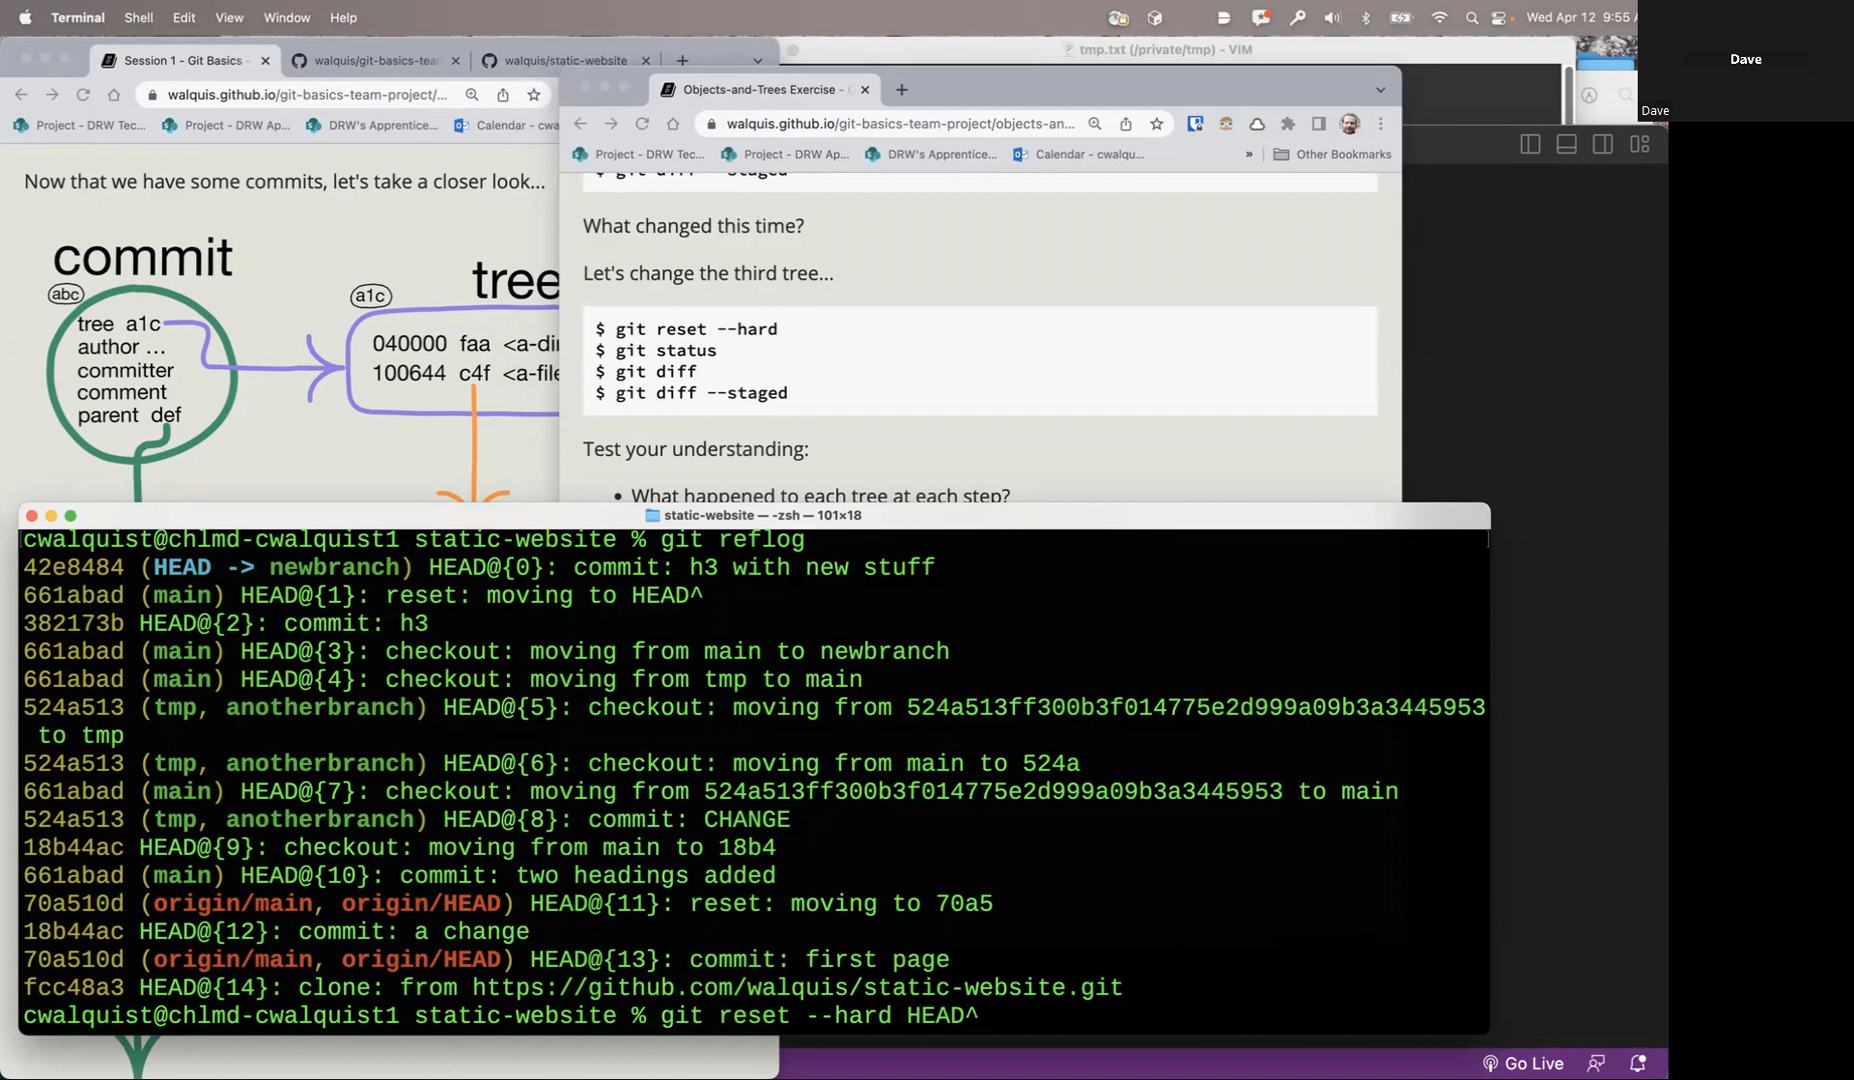 Terminal Shell Edit View Window Help
Wed Apr 12 9:55
Dave
Dave
tmp.txt (/private/tmp) – VIM
Session 1 - Git Basics -
walquis/git-basics-team
walquis/static-website
walquis.github.io/git-basics-team-project/...
Project - DRW Tec... Project - DRW Ap... DRW's Apprentice... Calendar - cwa
Now that we have some commits, let's take a closer look...
commit
abc
tree a1c
author ...
committer
comment
parent def
tree
a1c
040000 faa <a-dir
100644 c4f <a-file
Objects-and-Trees Exercise - (
walquis.github.io/git-basics-team-project/objects-an...
Project - DRW Tec... Project - DRW Ap... DRW's Apprentice... Calendar - cwalqu... » Other Bookmarks
$ git diff --staged
What changed this time?
Let's change the third tree...
$ git reset --hard
$ git status
$ git diff
$ git diff --staged
Test your understanding:
• What happened to each tree at each step?
static-website — -zsh — 101×18
cwalquist@chlmd-cwalquist1 static-website % git reflog
42e8484 (HEAD -> newbranch) HEAD@{0}: commit: h3 with new stuff
661abad (main) HEAD@{1}: reset: moving to HEAD^
382173b HEAD@{2}: commit: h3
661abad (main) HEAD@{3}: checkout: moving from main to newbranch
661abad (main) HEAD@{4}: checkout: moving from tmp to main
524a513 (tmp, anotherbranch) HEAD@{5}: checkout: moving from 524a513ff300b3f014775e2d999a09b3a3445953
to tmp
524a513 (tmp, anotherbranch) HEAD@{6}: checkout: moving from main to 524a
661abad (main) HEAD@{7}: checkout: moving from 524a513ff300b3f014775e2d999a09b3a3445953 to main
524a513 (tmp, anotherbranch) HEAD@{8}: commit: CHANGE
18b44ac HEAD@{9}: checkout: moving from main to 18b4
661abad (main) HEAD@{10}: commit: two headings added
70a510d (origin/main, origin/HEAD) HEAD@{11}: reset: moving to 70a5
18b44ac HEAD@{12}: commit: a change
70a510d (origin/main, origin/HEAD) HEAD@{13}: commit: first page
fcc48a3 HEAD@{14}: clone: from https://github.com/walquis/static-website.git
cwalquist@chlmd-cwalquist1 static-website % git reset --hard HEAD^
Go Live